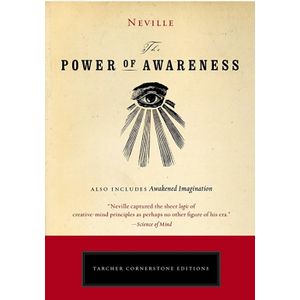 NEVILLE
The
POWER OF AWARENESS
ALSO INCLUDES Awakened Imagination
"Neville captured the sheer logic of
creative-mind principles as perhaps no other figure of his era."
—Science of Mind
TARCHER CORNERSTONE EDITIONS